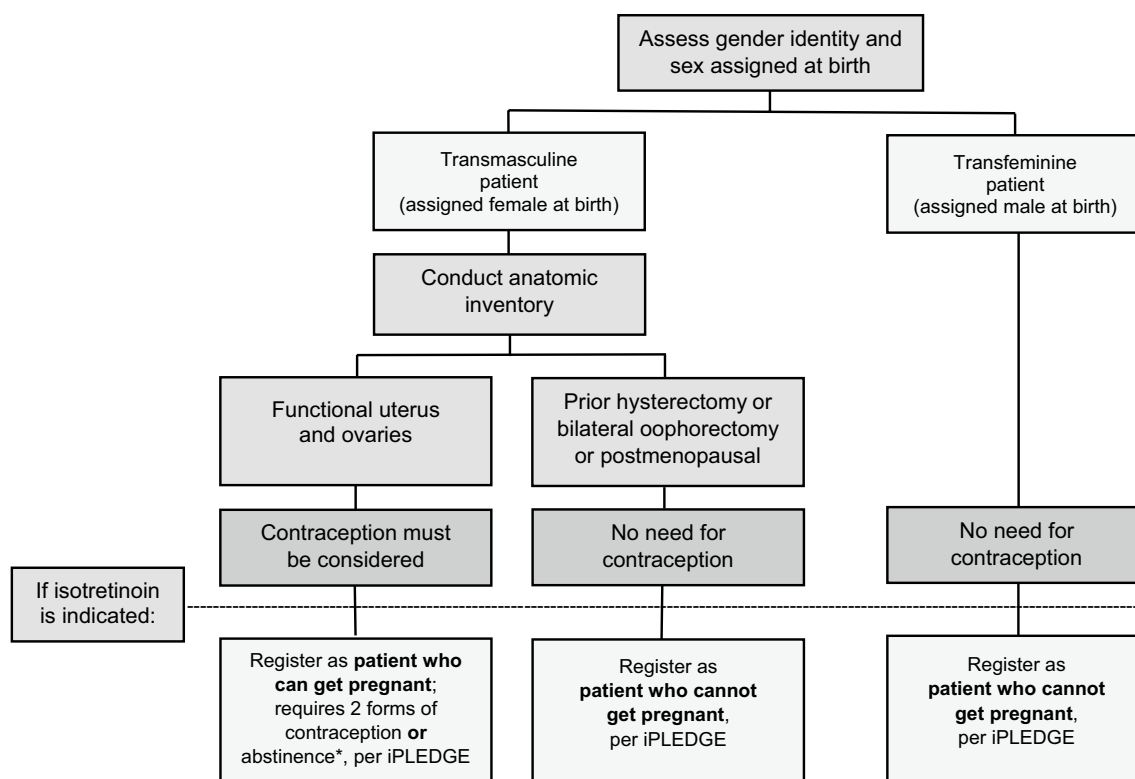 Assess gender identity and
sex assigned at birth
Transmasculine
patient
(assigned female at birth)
Transfeminine
patient
(assigned male at birth)
Conduct anatomic
inventory
Functional uterus
and ovaries
Prior hysterectomy or
bilateral oophorectomy
or postmenopausal
Contraception must
be considered
No need for
contraception
No need for
contraception
If isotretinoin
is indicated:
Register as patient who
can get pregnant;
requires 2 forms of
contraception or
abstinence*, per iPLEDGE
Register as
patient who cannot
get pregnant,
per iPLEDGE
Register as
patient who cannot
get pregnant,
per iPLEDGE